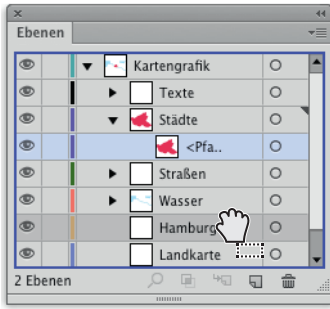 Ebenen
Kartengrafik
Texte
Städte
<Pfa..
Straßen
Wasser
Hamburg
Landkarte
2 Ebenen